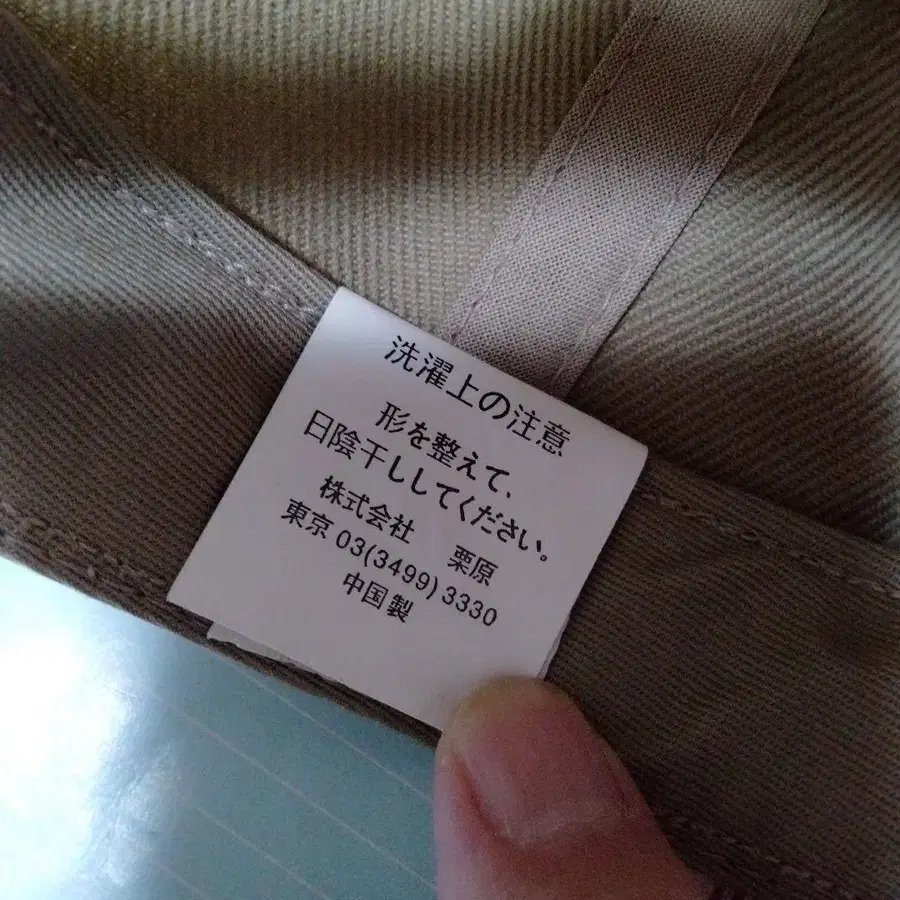 洗濯上の注意
形を整えて、
日陰干ししてください。
株式会社　栗原
東京 03(3499)3330
中国製